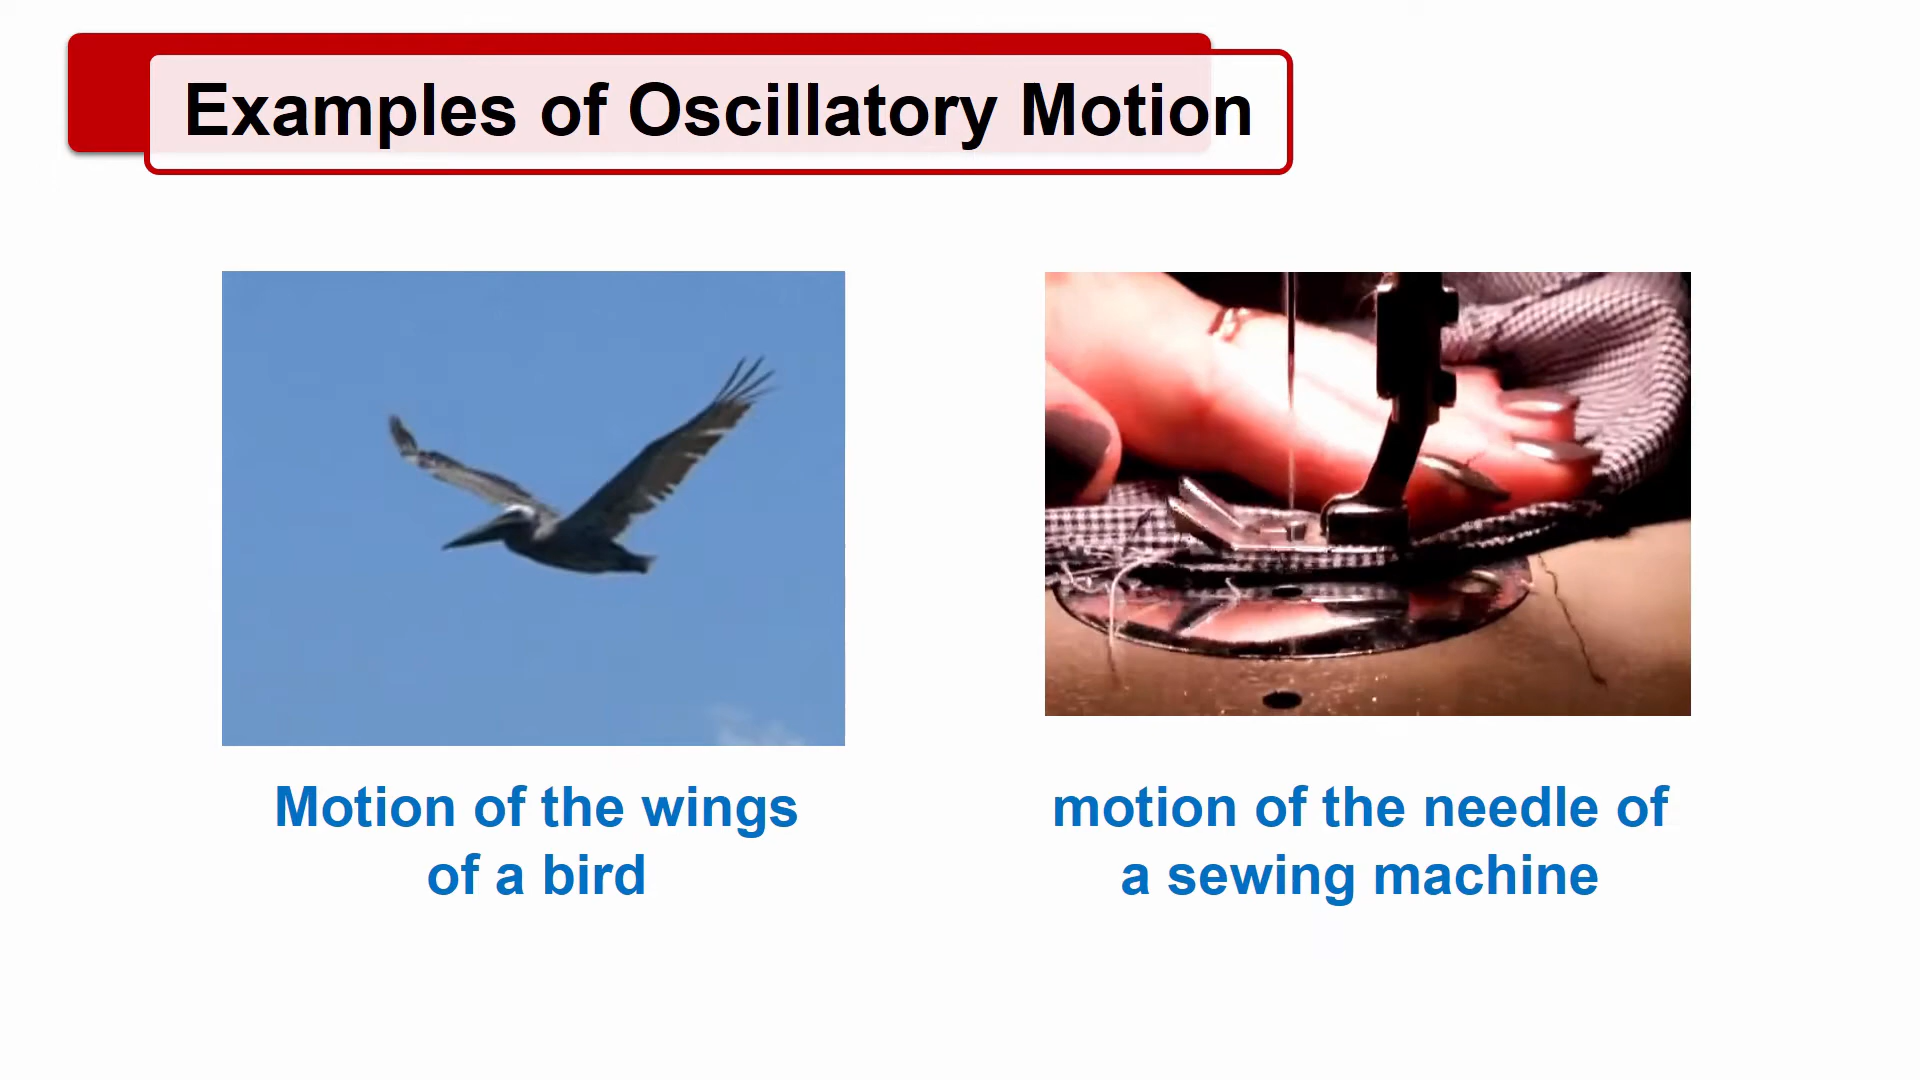 Examples of Oscillatory Motion
Motion of the wings
of a bird
motion of the needle of
a sewing machine